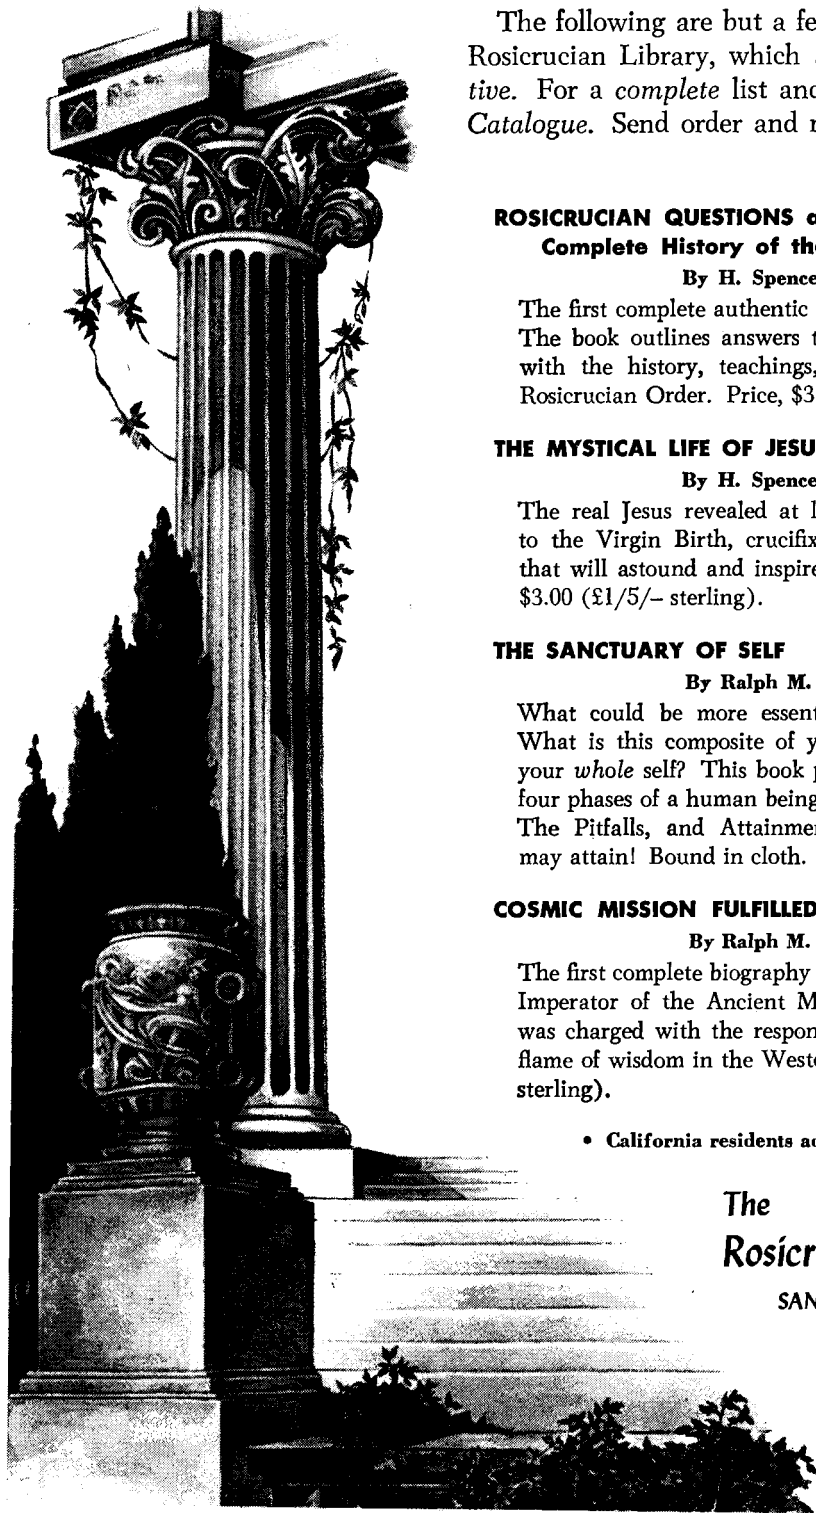 The following are but a fe
Rosicrucian Library, which
tive. For a complete list and
Catalogue. Send order and r
ROSICRUCIAN QUESTIONS a
Complete History of the
By H. Spence
The first complete authentic
The book outlines answers t
with the history, teachings,
Rosicrucian Order. Price, $3
THE MYSTICAL LIFE OF JESU
By H. Spence
The real Jesus revealed at l
to the Virgin Birth, crucifix
that will astound and inspire
$3.00 (£1/5/– sterling).
THE SANCTUARY OF SELF
By Ralph M.
What could be more essent
What is this composite of y
your whole self? This book p
four phases of a human being
The Pitfalls, and Attainme
may attain! Bound in cloth.
COSMIC MISSION FULFILLED
By Ralph M.
The first complete biography
Imperator of the Ancient M
was charged with the respon
flame of wisdom in the Weste
sterling).
• California residents ad
The
Rosicr
SAN